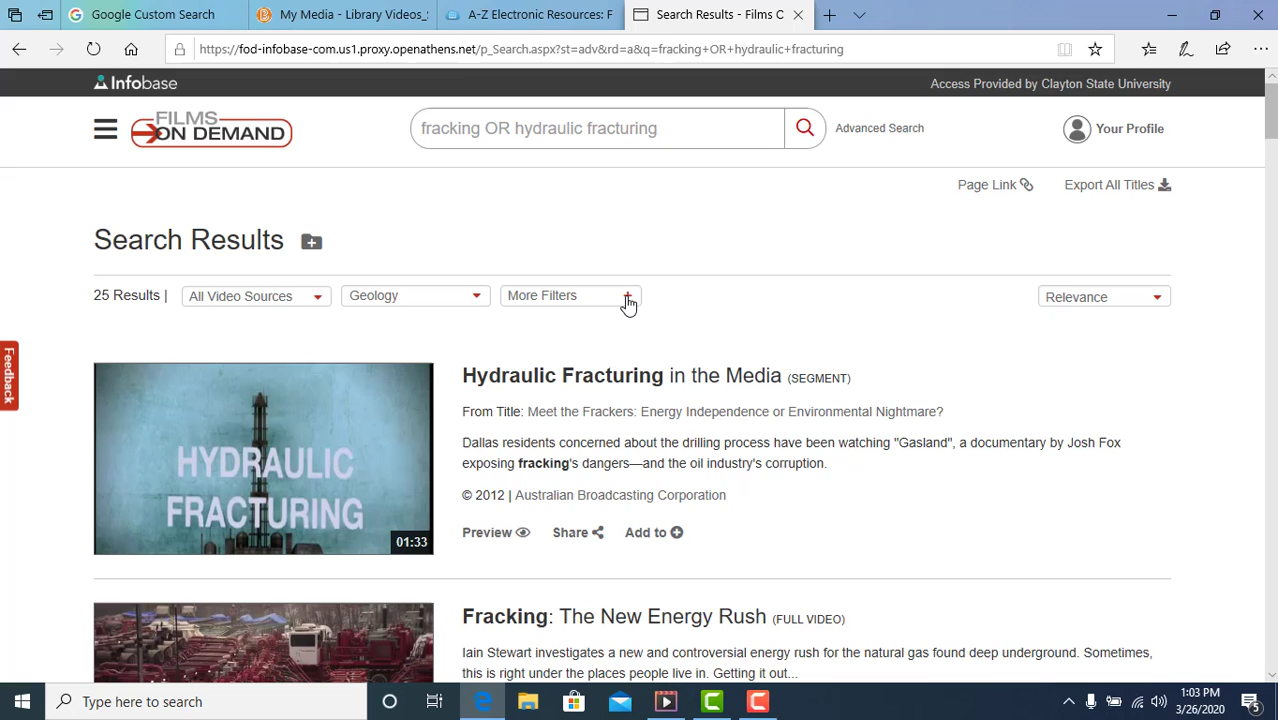 Google Custom Search
My Media - Library Videos_S
A-Z Electronic Resources: F
Search Results - Films O
https://fod-infobase-com.us1.proxy.openathens.net/p_Search.aspx?st=adv&rd=a&q=fracking+OR+hydraulic+fracturing
Infobase
Access Provided by Clayton State University
FILMS
ON DEMAND
fracking OR hydraulic fracturing
Advanced Search
Your Profile
Page Link
Export All Titles
Search Results
25 Results |
All Video Sources
Geology
More Filters
Relevance
Feedback
HYDRAULIC
FRACTURING
01:33
Hydraulic Fracturing in the Media (SEGMENT)
From Title: Meet the Frackers: Energy Independence or Environmental Nightmare?
Dallas residents concerned about the drilling process have been watching "Gasland", a documentary by Josh Fox
exposing fracking's dangers—and the oil industry's corruption.
© 2012 | Australian Broadcasting Corporation
Preview
Share
Add to
Fracking: The New Energy Rush (FULL VIDEO)
Iain Stewart investigates a new and controversial energy rush for the natural gas found deep underground. Sometimes,
this is right under the places people live in. Getting it out...
Type here to search
1:03 PM
3/26/2020
5